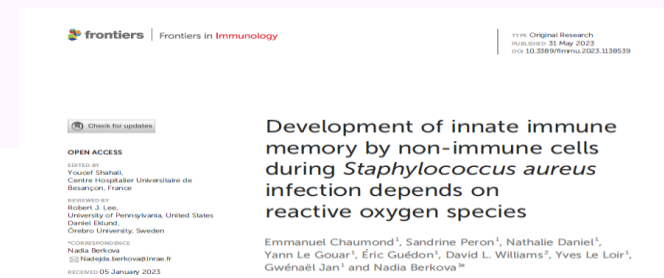 frontiers | Frontiers in Immunology
TYPE Original Research
PUBLISHED 31 May 2023
DOI 10.3389/fimmu.2023.1138539
Check for updates
OPEN ACCESS
EDITED BY
Youcef Shahali,
Centre Hospitalier Universitaire de
Besançon, France
REVIEWED BY
Robert J. Lee,
University of Pennsylvania, United States
Daniel Eklund,
Örebro University, Sweden
*CORRESPONDENCE
Nadia Berkova
Nadejda.berkova@inrae.fr
RECEIVED 05 January 2023
Development of innate immune
memory by non-immune cells
during Staphylococcus aureus
infection depends on
reactive oxygen species
Emmanuel Chaumond¹, Sandrine Peron¹, Nathalie Daniel¹,
Yann Le Gouar¹, Éric Guédon¹, David L. Williams², Yves Le Loir¹,
Gwénaël Jan¹ and Nadia Berkova³*